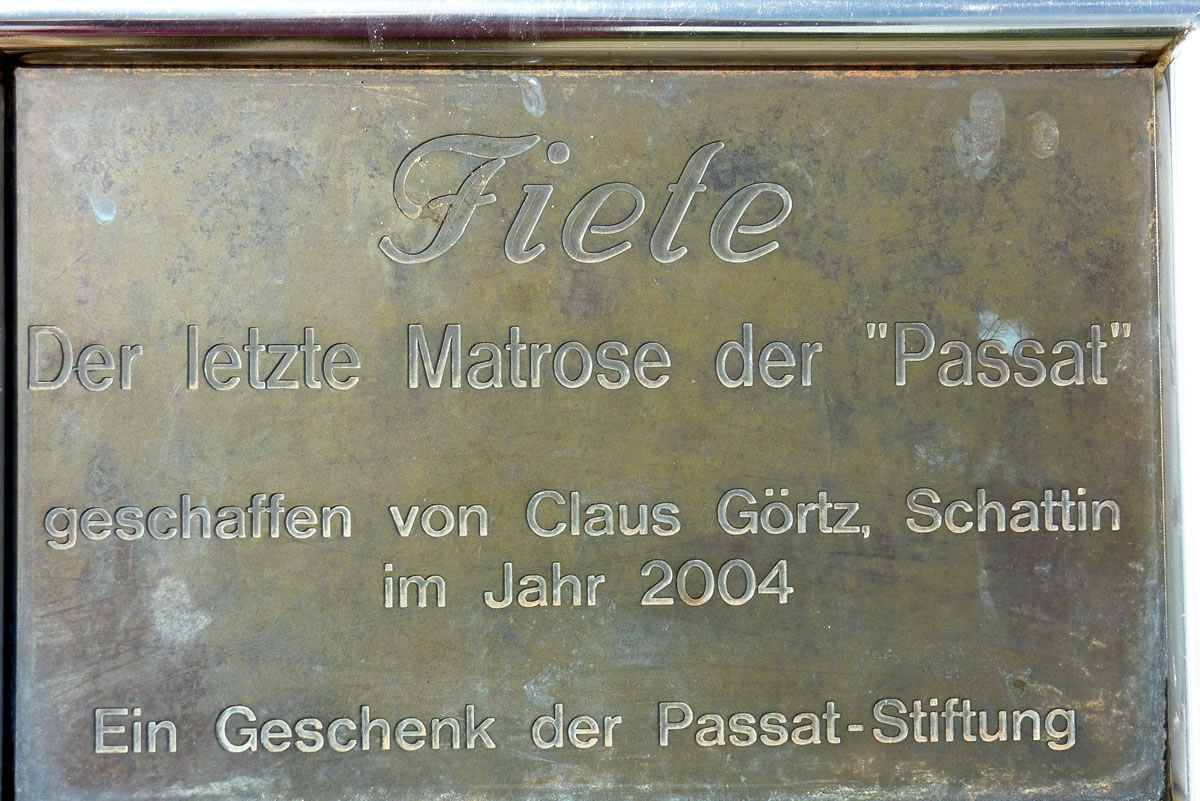 Fiete
Der letzte Matrose der "Passat"
geschaffen von Claus Görtz, Schattin
im Jahr 2004
Ein Geschenk der Passat-Stiftung